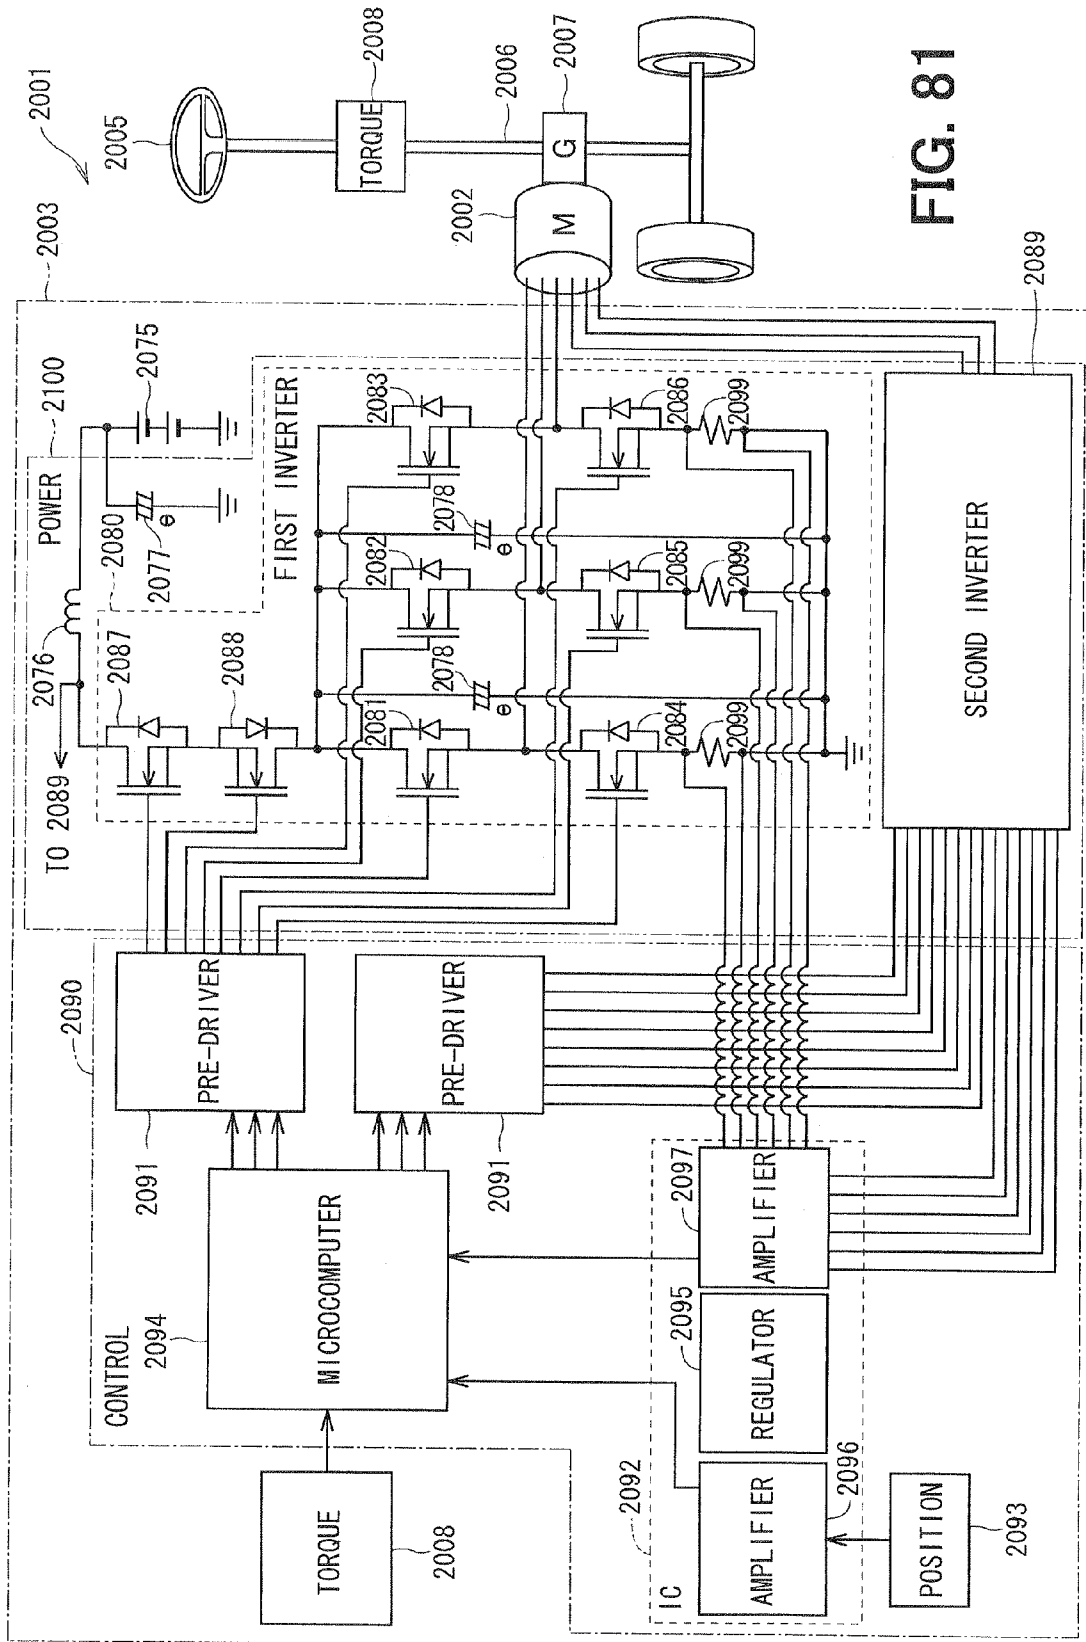 FIG. 81
2001
2005
TORQUE
2008
2006
2007
G
2002
M
2003
2100
POWER
2075
2077
⊖
2080
2076
TO 2089
2087
2088
FIRST INVERTER
2081
2082
2083
2078
⊖
2078
⊖
2084
2085
2086
2099
2099
2099
SECOND INVERTER
2089
2090
CONTROL
PRE-DRIVER
2091
PRE-DRIVER
2091
MICROCOMPUTER
2094
TORQUE
2008
IC
2092
AMPLIFIER
2097
REGULATOR
2095
AMPLIFIER
2096
POSITION
2093